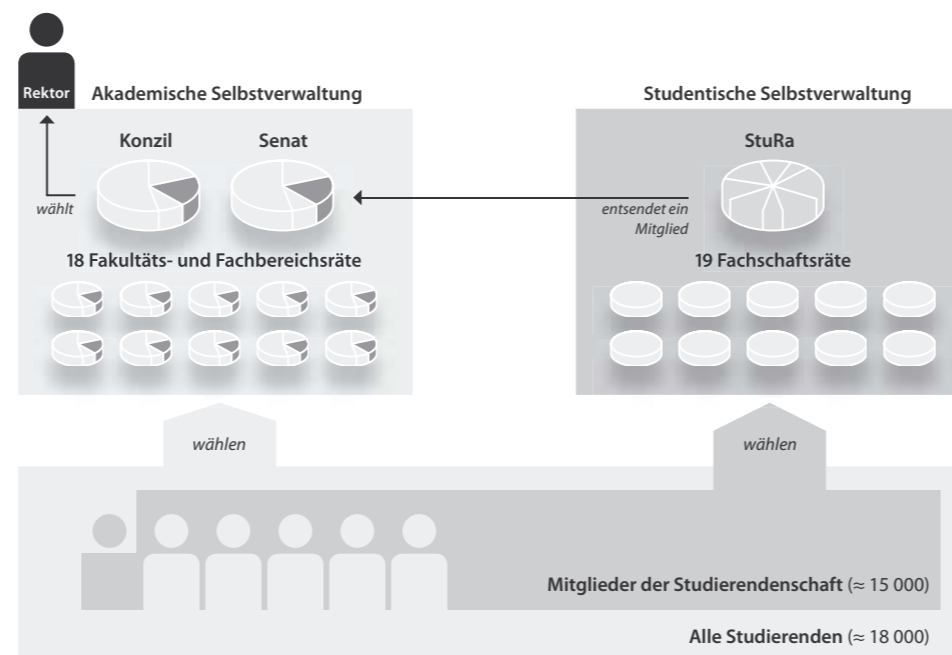 Rektor
Akademische Selbstverwaltung
Studentische Selbstverwaltung
Konzil
Senat
StuRa
wählt
entsendet ein
Mitglied
18 Fakultäts- und Fachbereichsräte
19 Fachschaftsräte
wählen
wählen
Mitglieder der Studierendenschaft (≈ 15 000)
Alle Studierenden (≈ 18 000)